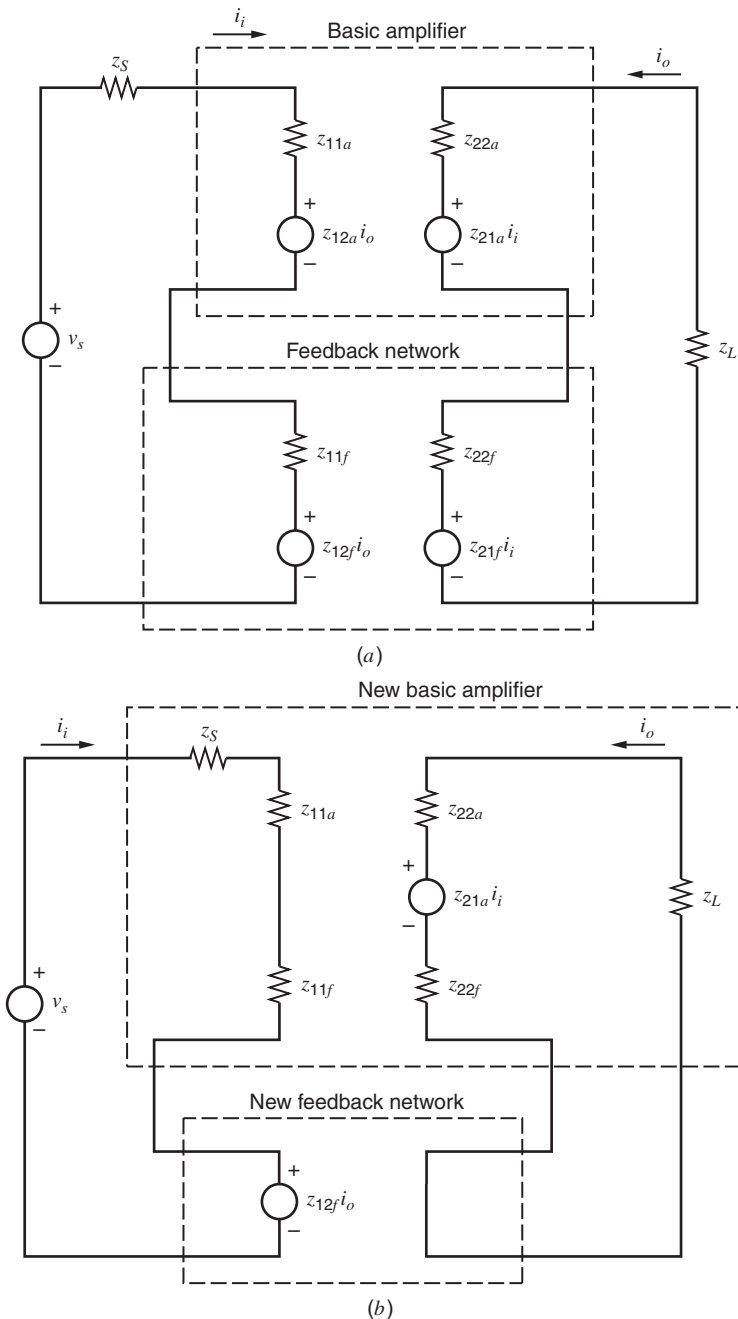 i_i
Basic amplifier
z_S
i_o
z_11a
z_22a
+
+
z_12a i_o
z_21a i_i
−
−
+
v_s
−
Feedback network
z_L
z_11f
z_22f
+
+
z_12f i_o
z_21f i_i
−
−
(a)
New basic amplifier
i_i
z_S
i_o
z_11a
z_22a
+
z_21a i_i
z_L
−
+
v_s
−
z_11f
z_22f
New feedback network
+
z_12f i_o
−
(b)